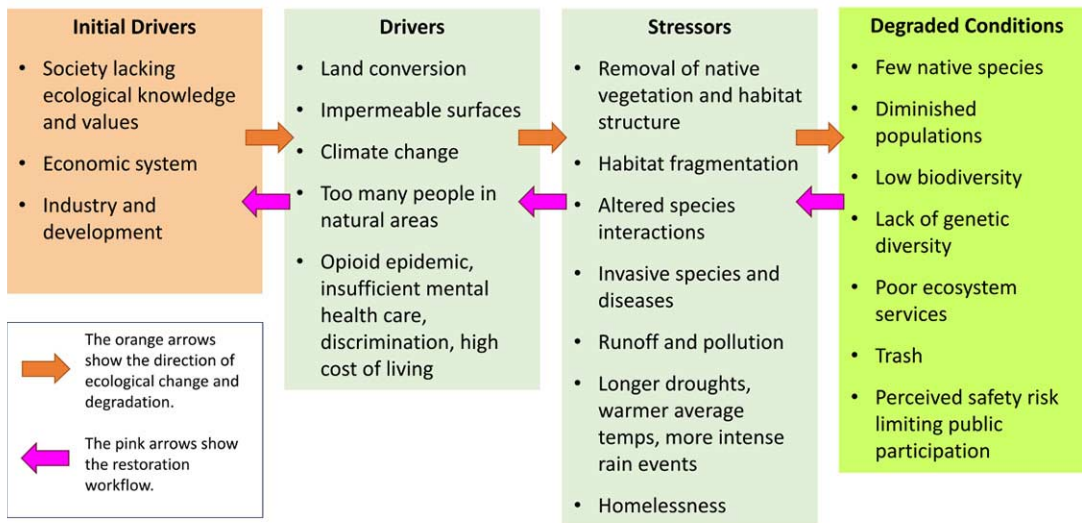 Initial Drivers
• Society lacking
ecological knowledge
and values
• Economic system
• Industry and
development
Drivers
• Land conversion
• Impermeable surfaces
• Climate change
• Too many people in
natural areas
• Opioid epidemic,
insufficient mental
health care,
discrimination, high
cost of living
Stressors
• Removal of native
vegetation and habitat
structure
• Habitat fragmentation
• Altered species
interactions
• Invasive species and
diseases
• Runoff and pollution
• Longer droughts,
warmer average
temps, more intense
rain events
• Homelessness
Degraded Conditions
• Few native species
• Diminished
populations
• Low biodiversity
• Lack of genetic
diversity
• Poor ecosystem
services
• Trash
• Perceived safety risk
limiting public
participation
The orange arrows
show the direction of
ecological change and
degradation.
The pink arrows show
the restoration
workflow.